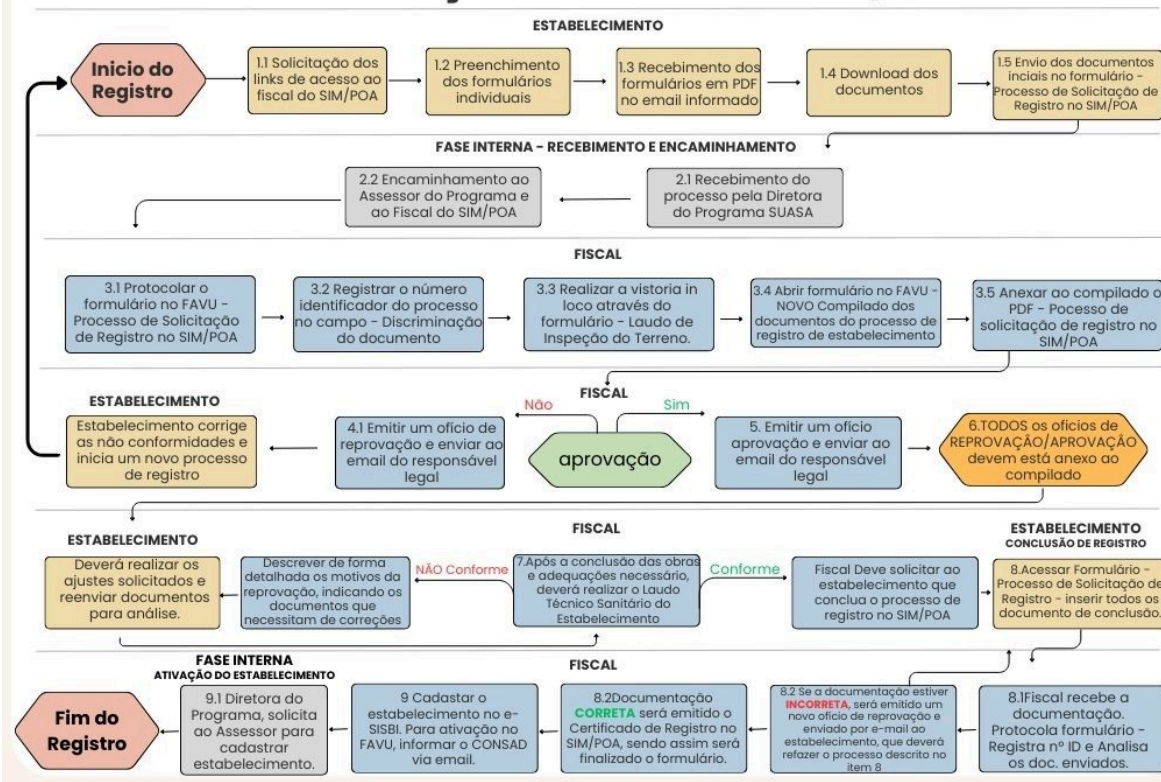 ESTABELECIMENTO
Inicio do
Registro
1.1 Solicitação dos
links de acesso ao
fiscal do SIM/POA
1.2 Preenchimento
dos formulários
individuais
1.3 Recebimento dos
formulários em PDF
no email informado
1.4 Download dos
documentos
1.5 Envio dos documentos
inciais no formulário -
Processo de Solicitação de
Registro no SIM/POA
FASE INTERNA - RECEBIMENTO E ENCAMINHAMENTO
2.2 Encaminhamento ao
Assessor do Programa e
ao Fiscal do SIM/POA
2.1 Recebimento do
processo pela Diretora
do Programa SUASA
FISCAL
3.1 Protocolar o
formulário no FAVU -
Processo de Solicitação
de Registro no SIM/POA
3.2 Registrar o número
identificador do processo
no campo - Discriminação
do documento
3.3 Realizar a vistoria in
loco através do
formulário - Laudo de
Inspeção do Terreno.
3.4 Abrir formulário no FAVU -
NOVO Compilado dos
documentos do processo de
registro de estabelecimento
3.5 Anexar ao compilado o
PDF - Pocesso de
solicitação de registro no
SIM/POA
FISCAL
ESTABELECIMENTO
Estabelecimento corrige
as não conformidades e
inicia um novo processo
de registro
4.1 Emitir um ofício de
reprovação e enviar ao
email do responsável
legal
Não
Sim
aprovação
5. Emitir um ofício
aprovação e enviar ao
email do responsável
legal
6.TODOS os oficios de
REPROVAÇÃO/APROVAÇÃO
devem está anexo ao
compilado
FISCAL
ESTABELECIMENTO
Deverá realizar os
ajustes solicitados e
reenviar documentos
para análise.
Descrever de forma
detalhada os motivos da
reprovação, indicando os
documentos que
necessitam de correções
NÃO Conforme
7.Após a conclusão das obras
e adequações necessário,
deverá realizar o Laudo
Técnico Sanitário do
Estabelecimento
Conforme
Fiscal Deve solicitar ao
estabelecimento que
conclua o processo de
registro no SIM/POA
ESTABELECIMENTO
CONCLUSÃO DE REGISTRO
8.Acessar Formulário -
Processo de Solicitação de
Registro - inserir todos os
documento de conclusão.
FASE INTERNA
ATIVAÇÃO DO ESTABELECIMENTO
FISCAL
Fim do
Registro
9.1 Diretora do
Programa, solicita
ao Assessor para
cadastrar
estabelecimento.
9 Cadastar o
estabelecimento no e-
SISBI. Para ativação no
FAVU, informar o CONSAD
via email.
8.2Documentação
CORRETA será emitido o
Certificado de Registro no
SIM/POA, sendo assim será
finalizado o formulário.
8.2 Se a documentação estiver
INCORRETA, será emitido um
novo oficio de reprovação e
enviado por e-mail ao
estabelecimento, que deverá
refazer o processo descrito no
item 8
8.1Fiscal recebe a
documentação.
Protocola formulário -
Registra nº ID e Analisa
os doc. enviados.